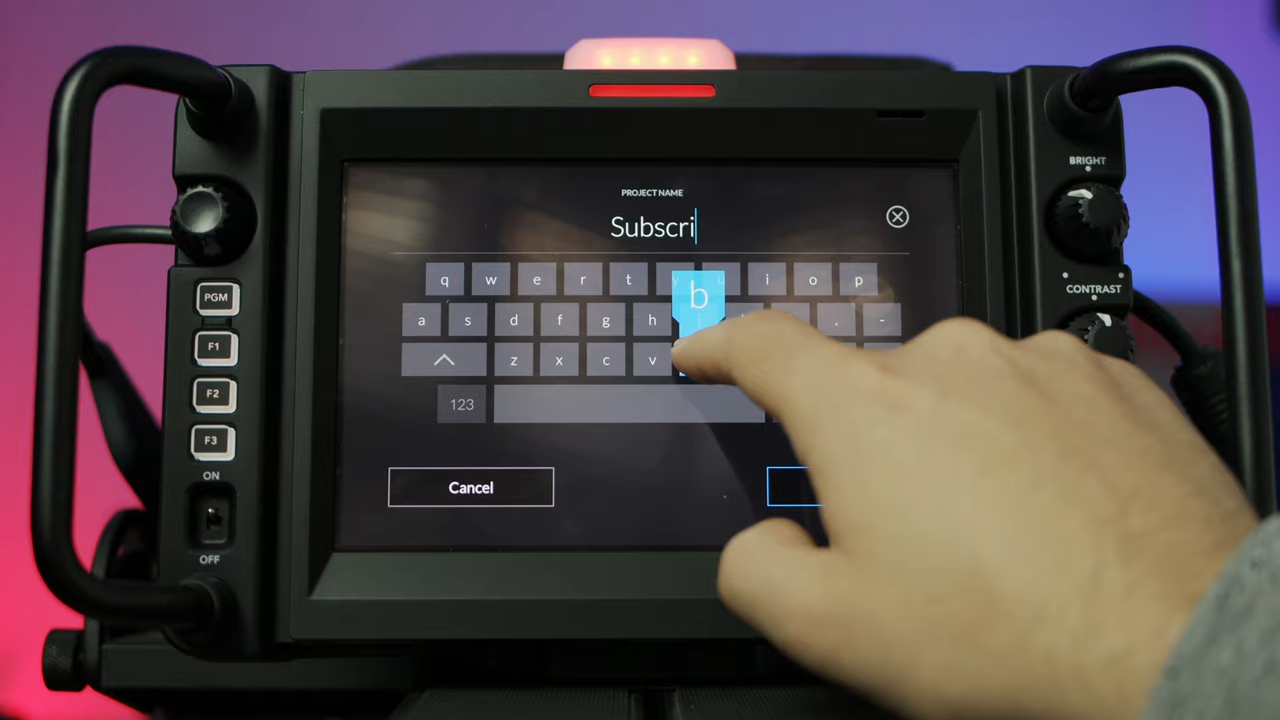 PROJECT NAME
Subscri
q w e r t y u i o p
b
a s d f g h . -
z x c v
123
Cancel
PGM
F1
F2
F3
ON
OFF
BRIGHT
CONTRAST